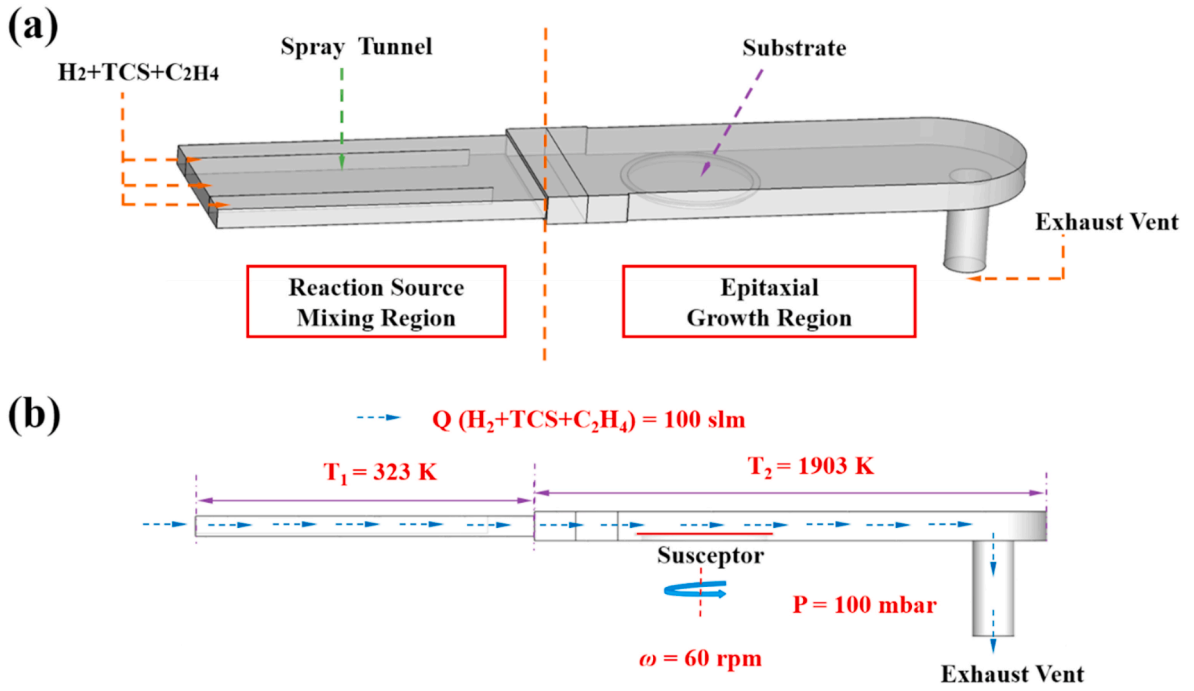 (a)
Spray Tunnel
Substrate
H2+TCS+C2H4
Exhaust Vent
Reaction Source
Mixing Region
Epitaxial
Growth Region
(b)
Q (H₂+TCS+C₂H₄) = 100 slm
T₁ = 323 K
T₂ = 1903 K
Susceptor
P = 100 mbar
ω = 60 rpm
Exhaust Vent